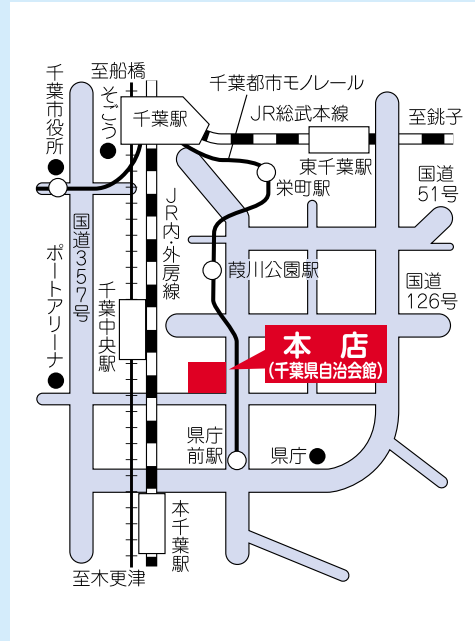 至船橋
千葉市役所
そごう
千葉駅
千葉都市モノレール
JR総武本線
至銚子
東千葉駅
栄町駅
国道
51号
JR内・外房線
国道357号
ポートアリーナ
葭川公園駅
国道
126号
千葉中央駅
本店
(千葉県自治会館)
県庁
前駅
県庁
本千葉駅
至木更津